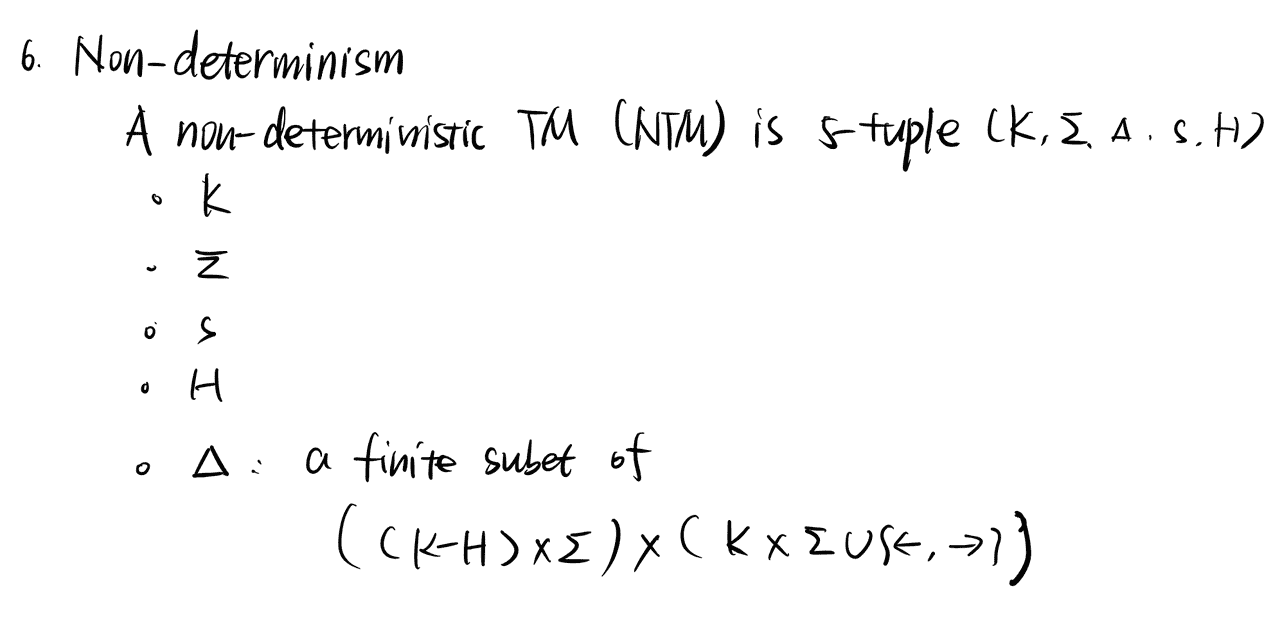 6. Non-determinism
A non-deterministic TM (NTM) is 5-tuple (K, Σ, Δ, s, H)
∘ K
∘ Σ
∘ s
∘ H
∘ Δ : a finite subet of
((K-H) × Σ) × (K × Σ ∪ {←, →})